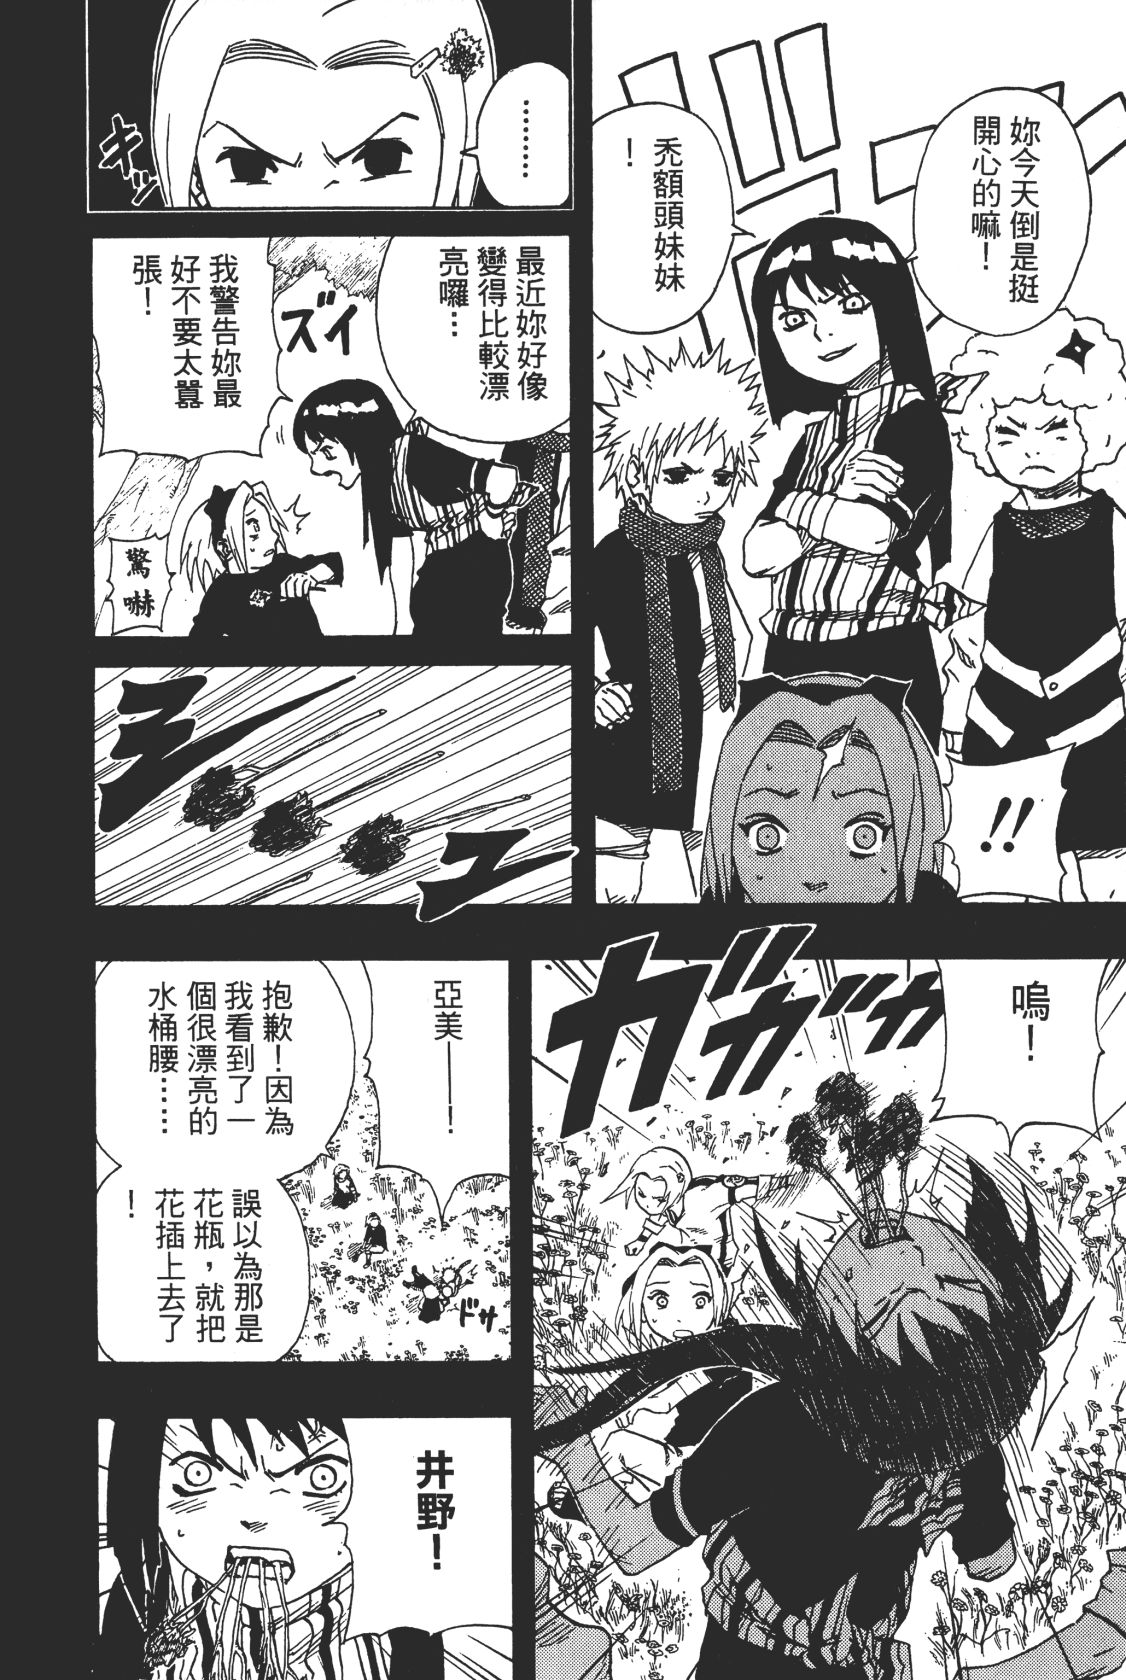 妳今天倒是挺
開心的嘛！
禿額頭妹妹
！
!!
………
キッ
最近妳好像
變得比較漂
亮囉…
ズイ
我警告妳最
好不要太囂
張！
驚嚇
嗚！
ガガガ
亞美——！
ドサ
抱歉！因為
我看到了一
個很漂亮的
水桶腰……
誤以為那是
花瓶，就把
花插上去了
！
井野！